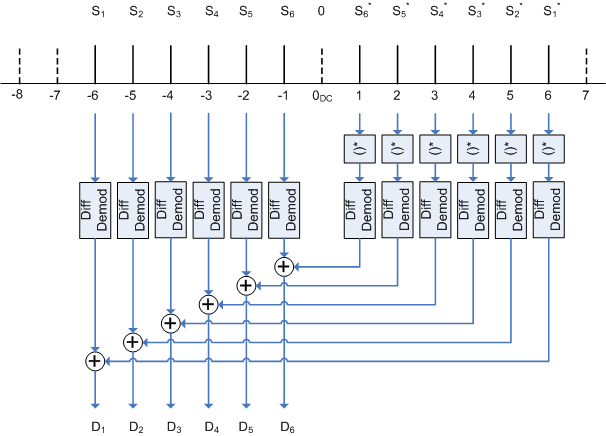 S1 S2 S3 S4 S5 S6 0 S6* S5* S4* S3* S2* S1*
-8 -7 -6 -5 -4 -3 -2 -1 0DC 1 2 3 4 5 6 7
()* ()* ()* ()* ()* ()*
Diff Demod Diff Demod Diff Demod Diff Demod Diff Demod Diff Demod Diff Demod Diff Demod Diff Demod Diff Demod Diff Demod Diff Demod
+
+
+
+
+
+
D1 D2 D3 D4 D5 D6